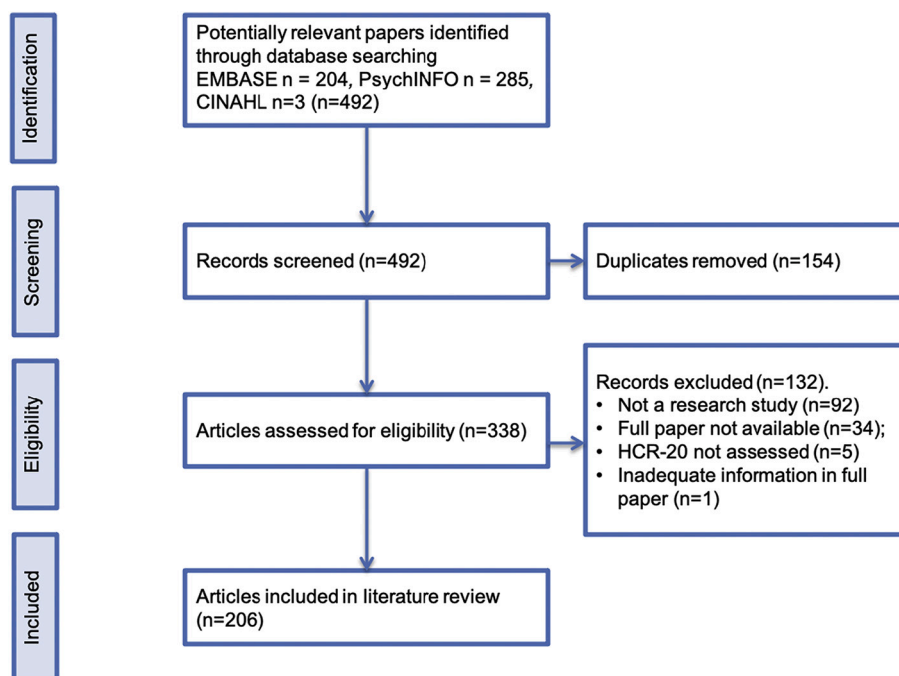 Identification
Potentially relevant papers identified
through database searching
EMBASE n = 204, PsychINFO n = 285,
CINAHL n=3 (n=492)
Screening
Records screened (n=492)
Duplicates removed (n=154)
Eligibility
Articles assessed for eligibility (n=338)
Records excluded (n=132).
• Not a research study (n=92)
• Full paper not available (n=34);
• HCR-20 not assessed (n=5)
• Inadequate information in full
paper (n=1)
Included
Articles included in literature review
(n=206)